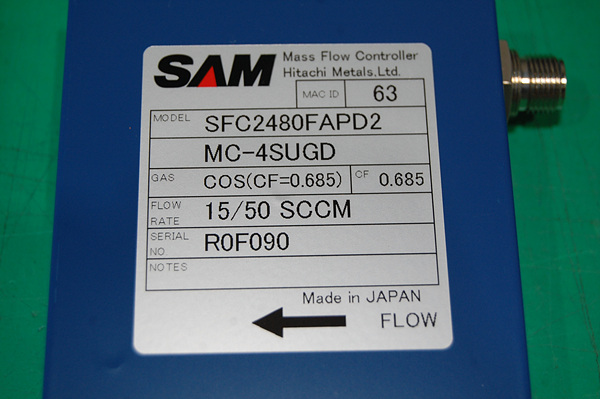 SAM
Mass Flow Controller
Hitachi Metals,Ltd.
MAC ID 63
MODEL SFC2480FAPD2
MC-4SUGD
GAS COS(CF=0.685) CF 0.685
FLOW RATE 15/50 SCCM
SERIAL NO R0F090
NOTES
Made in JAPAN
FLOW